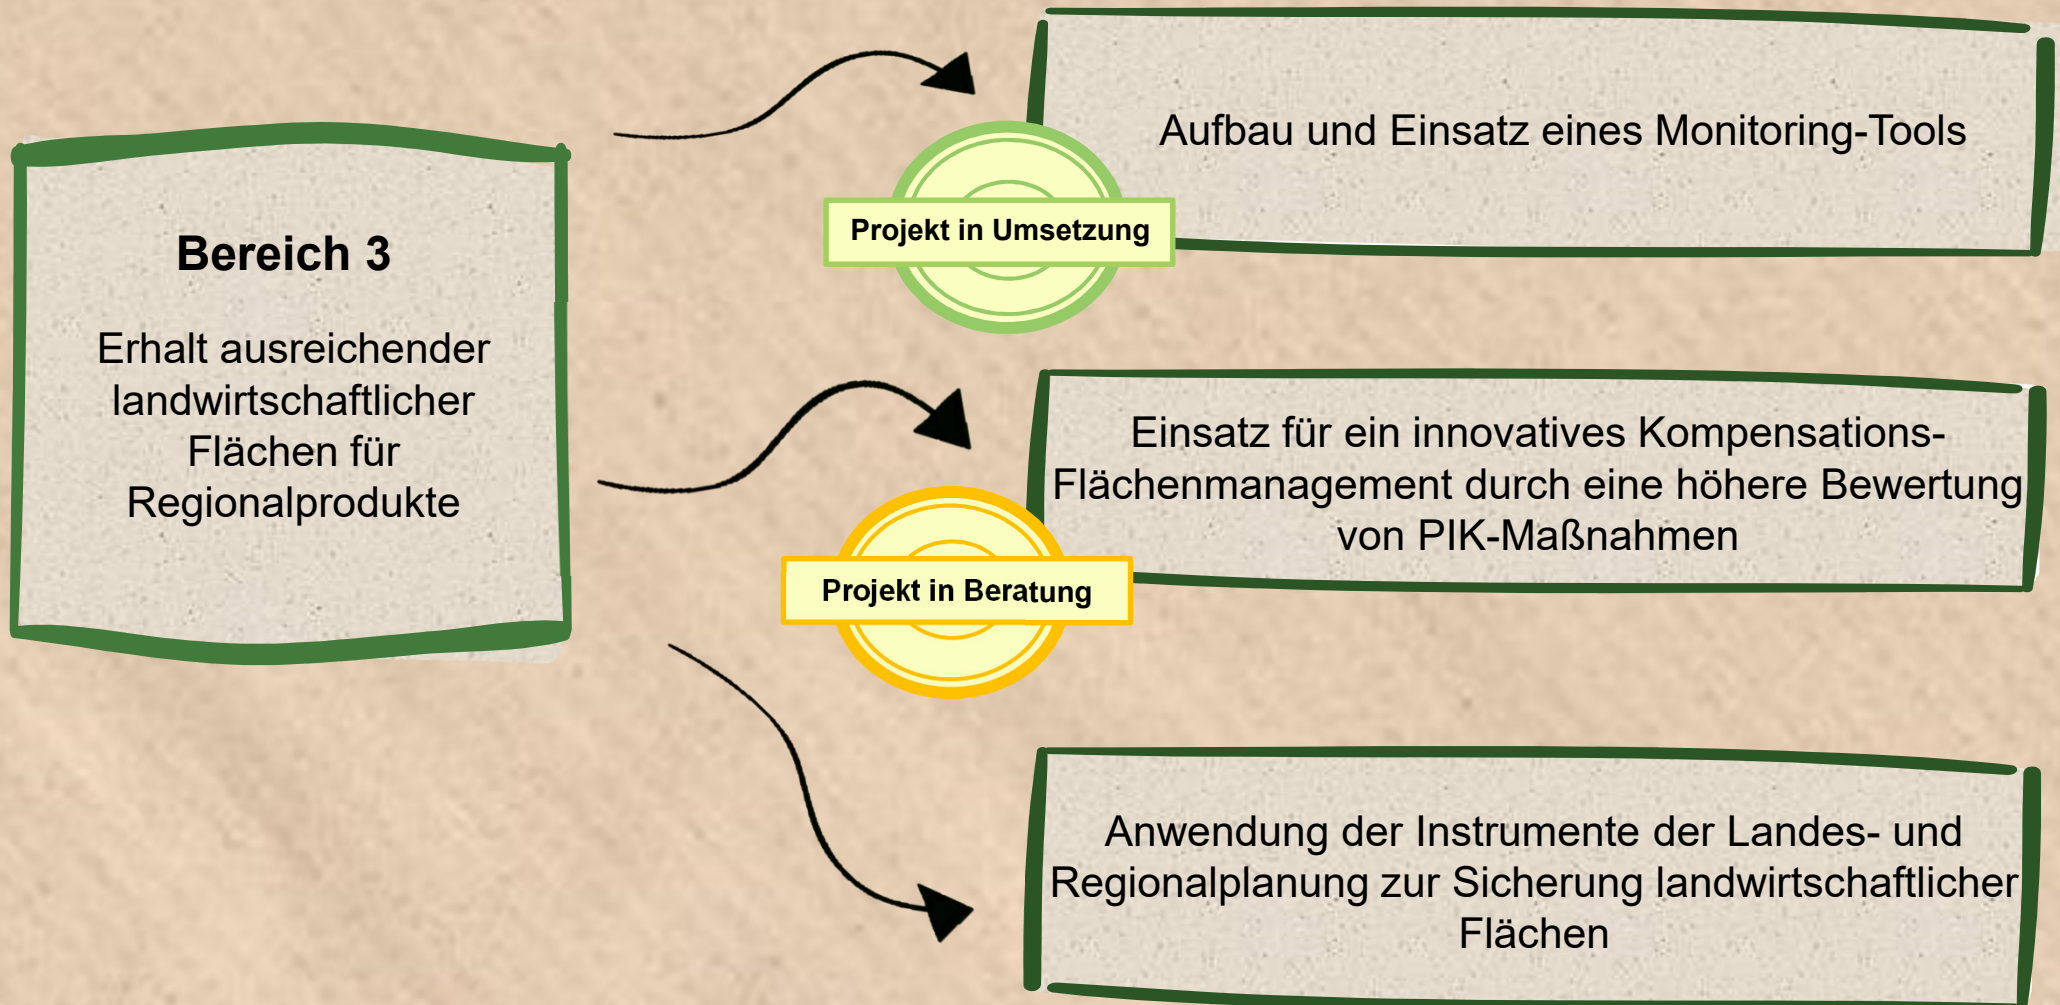 Bereich 3
Erhalt ausreichender
landwirtschaftlicher
Flächen für
Regionalprodukte
Aufbau und Einsatz eines Monitoring-Tools
Projekt in Umsetzung
Einsatz für ein innovatives Kompensations-
Flächenmanagement durch eine höhere Bewertung
von PIK-Maßnahmen
Projekt in Beratung
Anwendung der Instrumente der Landes- und
Regionalplanung zur Sicherung landwirtschaftlicher
Flächen